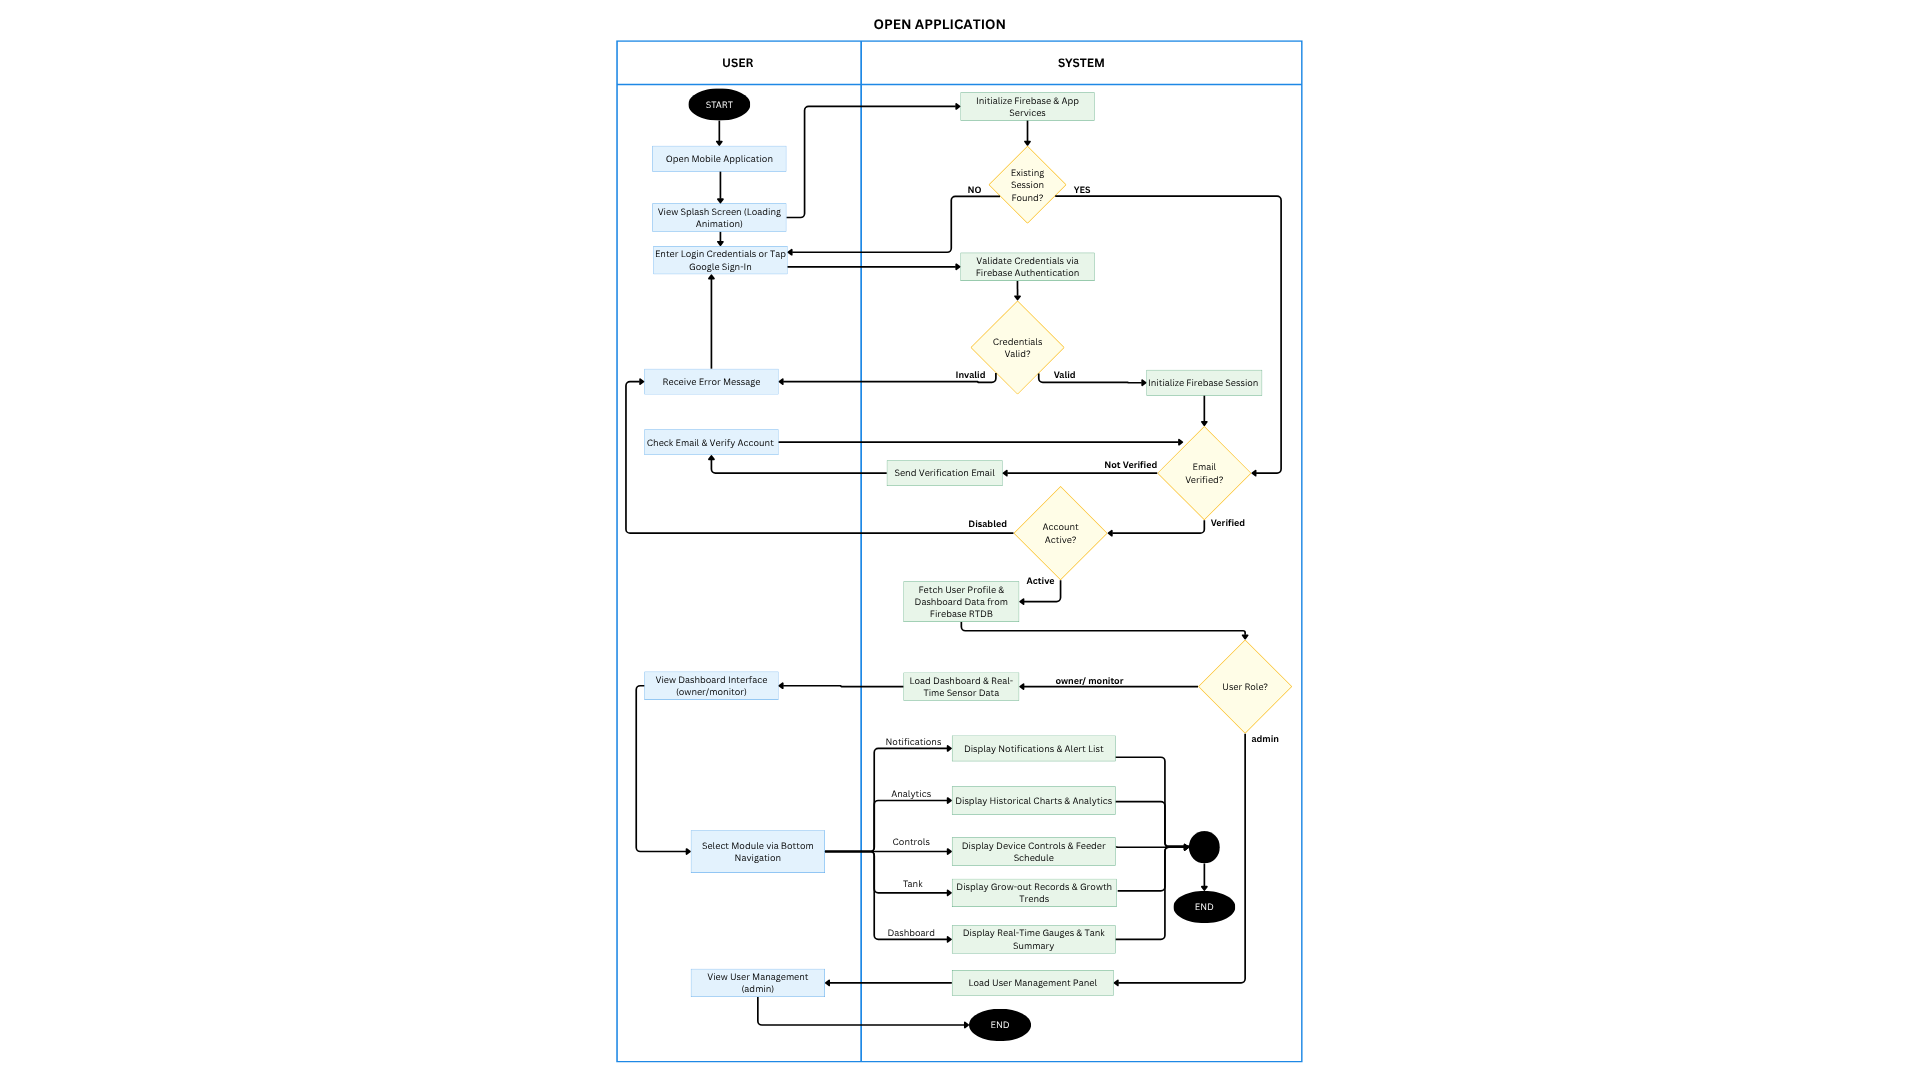 OPEN APPLICATION
USER
SYSTEM
START
Initialize Firebase & App
Services
Open Mobile Application
Existing
Session
Found?
NO
YES
View Splash Screen (Loading
Animation)
Enter Login Credentials or Tap
Google Sign-In
Validate Credentials via
Firebase Authentication
Credentials
Valid?
Invalid
Valid
Receive Error Message
Initialize Firebase Session
Check Email & Verify Account
Send Verification Email
Not Verified
Email
Verified?
Verified
Disabled
Account
Active?
Active
Fetch User Profile &
Dashboard Data from
Firebase RTDB
View Dashboard Interface
(owner/monitor)
Load Dashboard & Real-
Time Sensor Data
owner/ monitor
User Role?
admin
Notifications
Display Notifications & Alert List
Analytics
Display Historical Charts & Analytics
Select Module via Bottom
Navigation
Controls
Display Device Controls & Feeder
Schedule
Tank
Display Grow-out Records & Growth
Trends
END
Dashboard
Display Real-Time Gauges & Tank
Summary
View User Management
(admin)
Load User Management Panel
END